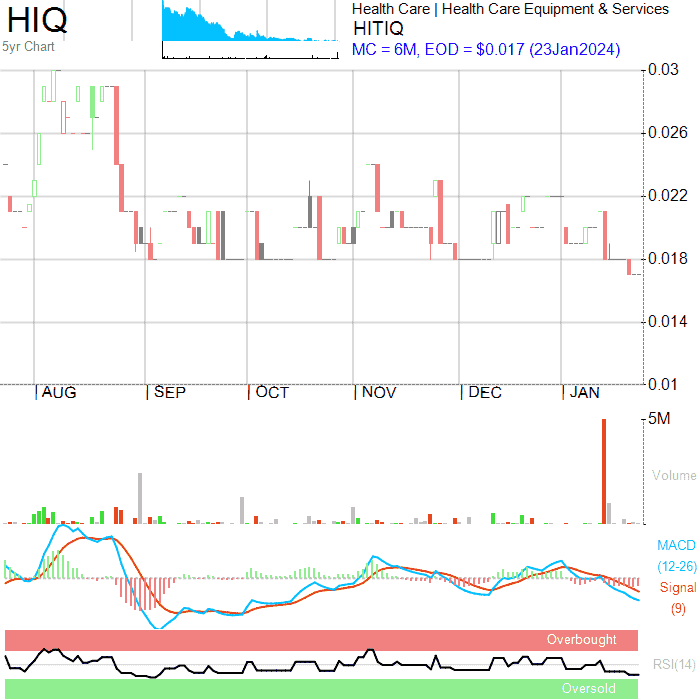 HIQ
5yr Chart
Health Care | Health Care Equipment & Services
HITIQ
MC = 6M, EOD = $0.017 (23Jan2024)
0.03
0.026
0.022
0.018
0.014
0.01
AUG SEP OCT NOV DEC JAN
5M
Volume
MACD
(12-26)
Signal
(9)
Overbought
RSI(14)
Oversold